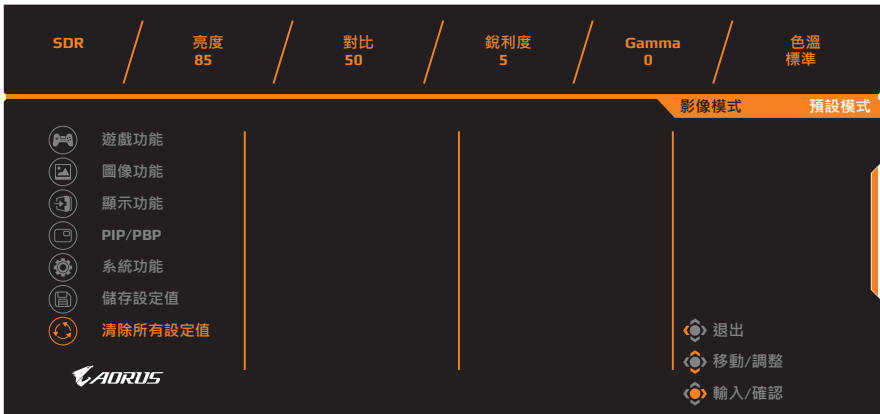 SDR
亮度
85
對比
50
銳利度
5
Gamma
0
色溫
標準
影像模式 預設模式
遊戲功能
圖像功能
顯示功能
PIP/PBP
系統功能
儲存設定值
清除所有設定值
AORUS
退出
移動/調整
輸入/確認